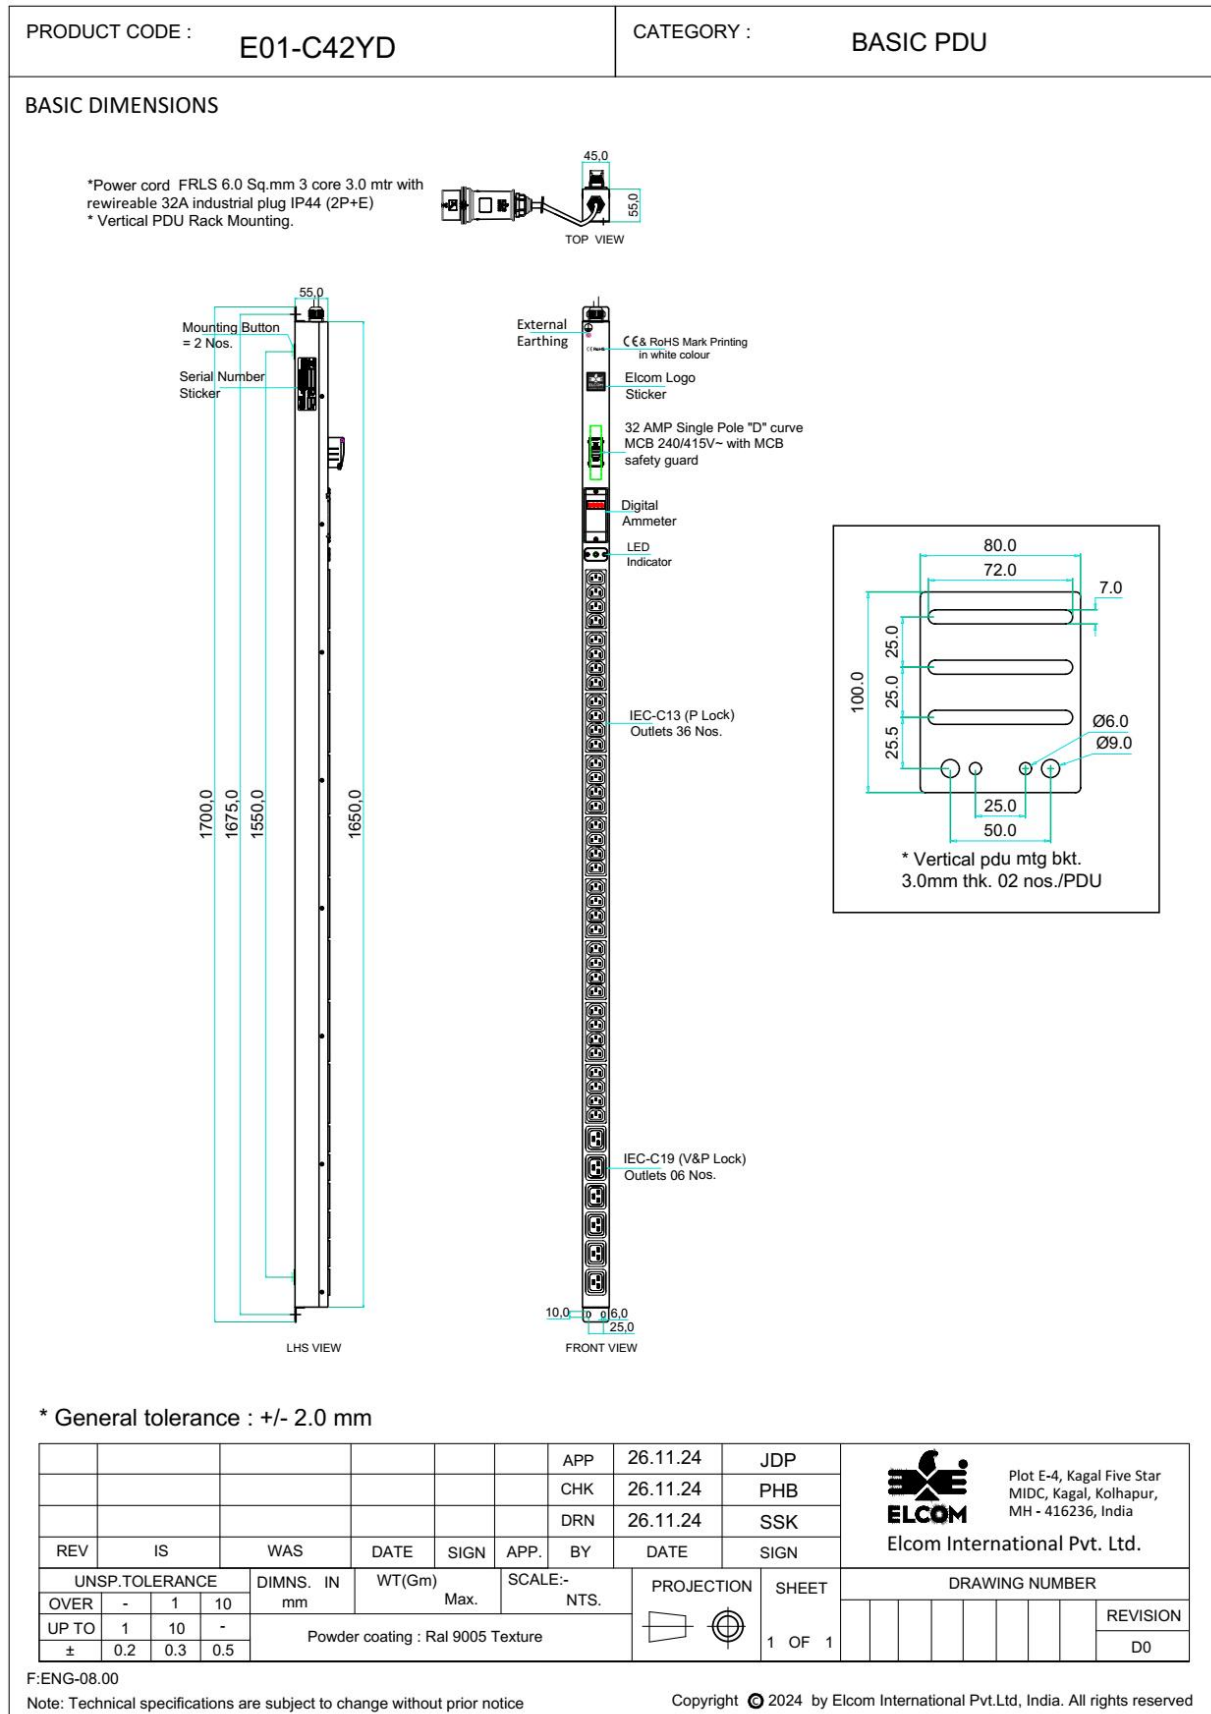 PRODUCT CODE :
E01-C42YD
CATEGORY :
BASIC PDU
BASIC DIMENSIONS
*Power cord FRLS 6.0 Sq.mm 3 core 3.0 mtr with
rewireable 32A industrial plug IP44 (2P+E)
* Vertical PDU Rack Mounting.
45,0
55,0
TOP VIEW
55,0
Mounting Button
= 2 Nos.
Serial Number
Sticker
1700,0
1675,0
1550,0
1650,0
LHS VIEW
External
Earthing
CE& RoHS Mark Printing
in white colour
Elcom Logo
Sticker
32 AMP Single Pole "D" curve
MCB 240/415V~ with MCB
safety guard
Digital
Ammeter
LED
Indicator
IEC-C13 (P Lock)
Outlets 36 Nos.
IEC-C19 (V&P Lock)
Outlets 06 Nos.
10,0
6,0
25,0
FRONT VIEW
80.0
72.0
7.0
25.0
25.0
25.5
100.0
Ø6.0
Ø9.0
25.0
50.0
* Vertical pdu mtg bkt.
3.0mm thk. 02 nos./PDU
* General tolerance : +/- 2.0 mm
APP 26.11.24 JDP
CHK 26.11.24 PHB
DRN 26.11.24 SSK
REV IS WAS DATE SIGN APP. BY DATE SIGN
ELCOM
Plot E-4, Kagal Five Star
MIDC, Kagal, Kolhapur,
MH - 416236, India
Elcom International Pvt. Ltd.
UNSP.TOLERANCE
OVER - 1 10
UP TO 1 10 -
± 0.2 0.3 0.5
DIMNS. IN
mm
WT(Gm)
Max.
SCALE:-
NTS.
Powder coating : Ral 9005 Texture
PROJECTION
SHEET
1 OF 1
DRAWING NUMBER
REVISION
D0
F:ENG-08.00
Note: Technical specifications are subject to change without prior notice
Copyright © 2024 by Elcom International Pvt.Ltd, India. All rights reserved